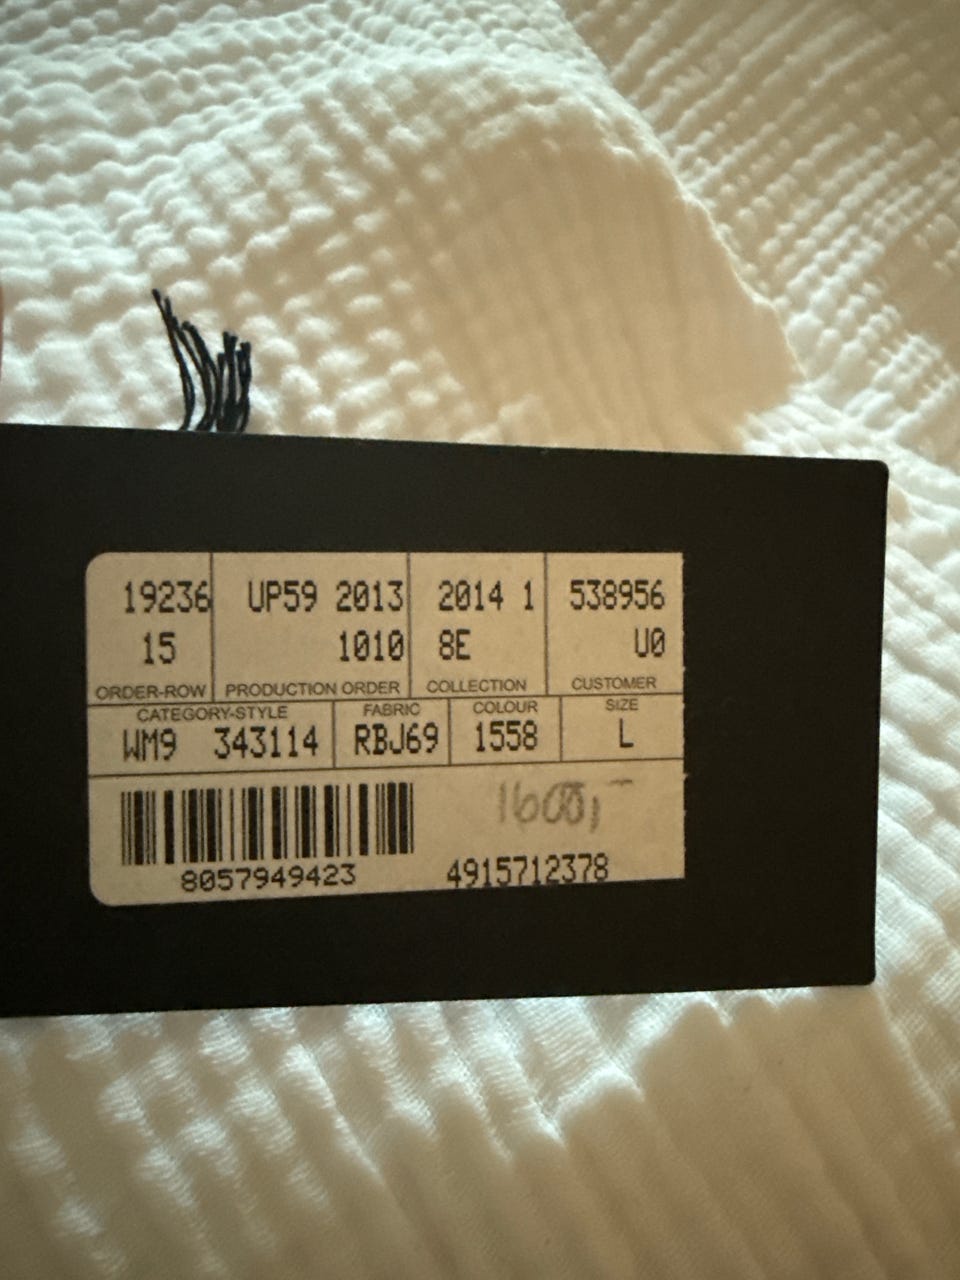 19236 UP59 2013 2014 1 538956
15 1010 8E U0
ORDER-ROW PRODUCTION ORDER COLLECTION CUSTOMER
CATEGORY-STYLE FABRIC COLOUR SIZE
WM9 343114 RBJ69 1558 L
1600,-
8057949423 4915712378